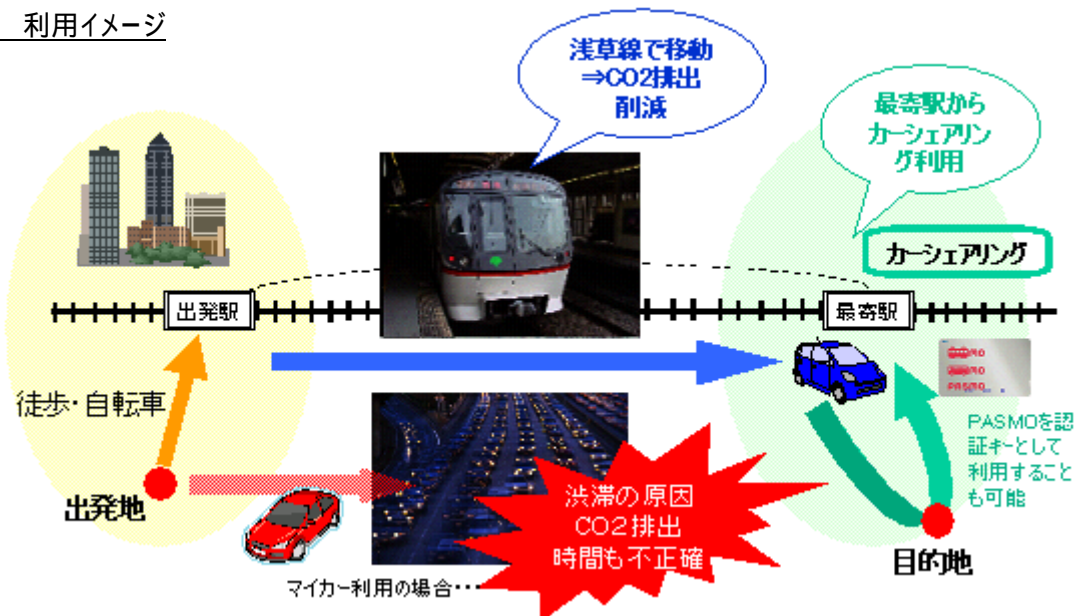 利用イメージ
浅草線で移動
⇒CO2排出
削減
最寄駅から
カーシェアリン
グ利用
カーシェアリング
出発駅
最寄駅
徒歩・自転車
PASMO
PASMOを認
証キーとして
利用すること
も可能
出発地
渋滞の原因
CO2排出
時間も不正確
目的地
マイカー利用の場合・・・